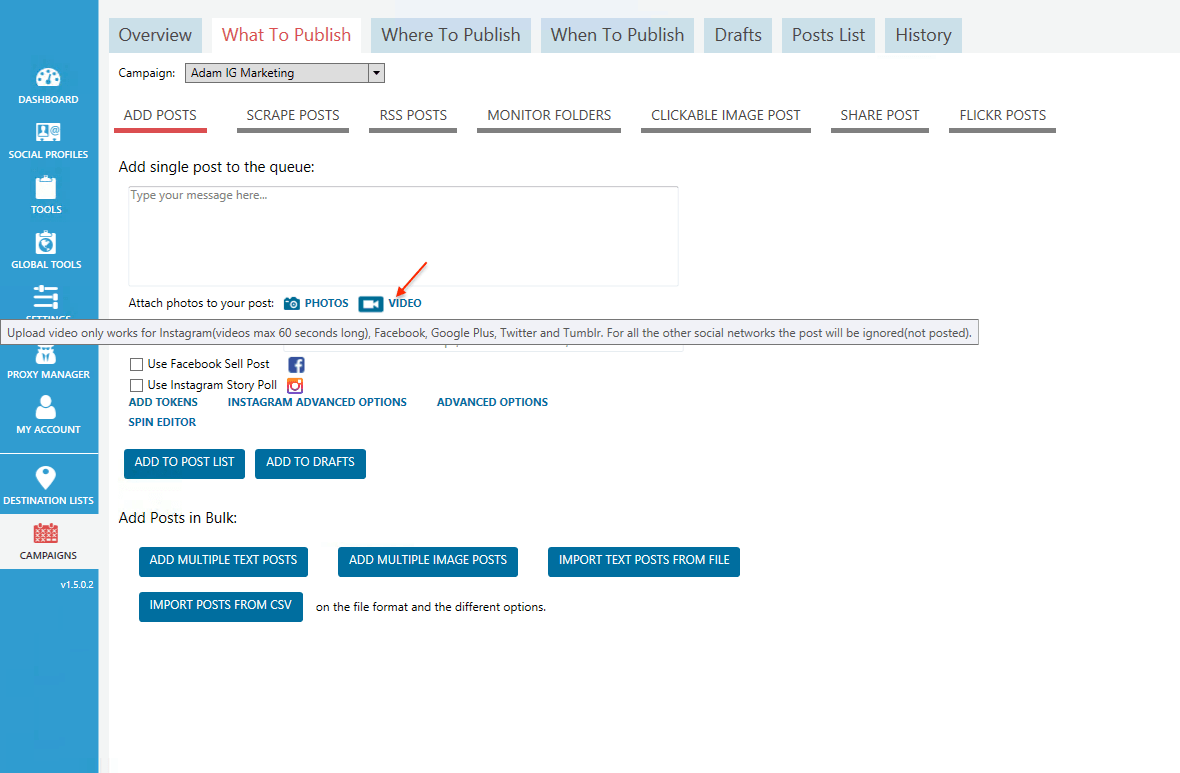 Overview What To Publish Where To Publish When To Publish Drafts Posts List History
Campaign: Adam IG Marketing
DASHBOARD
SOCIAL PROFILES
TOOLS
GLOBAL TOOLS
PROXY MANAGER
MY ACCOUNT
DESTINATION LISTS
CAMPAIGNS
v1.5.0.2
ADD POSTS SCRAPE POSTS RSS POSTS MONITOR FOLDERS CLICKABLE IMAGE POST SHARE POST FLICKR POSTS
Add single post to the queue:
Type your message here...
Attach photos to your post: PHOTOS VIDEO
Upload video only works for Instagram(videos max 60 seconds long), Facebook, Google Plus, Twitter and Tumblr. For all the other social networks the post will be ignored(not posted).
Use Facebook Sell Post
Use Instagram Story Poll
ADD TOKENS INSTAGRAM ADVANCED OPTIONS ADVANCED OPTIONS
SPIN EDITOR
ADD TO POST LIST ADD TO DRAFTS
Add Posts in Bulk:
ADD MULTIPLE TEXT POSTS ADD MULTIPLE IMAGE POSTS IMPORT TEXT POSTS FROM FILE
IMPORT POSTS FROM CSV on the file format and the different options.